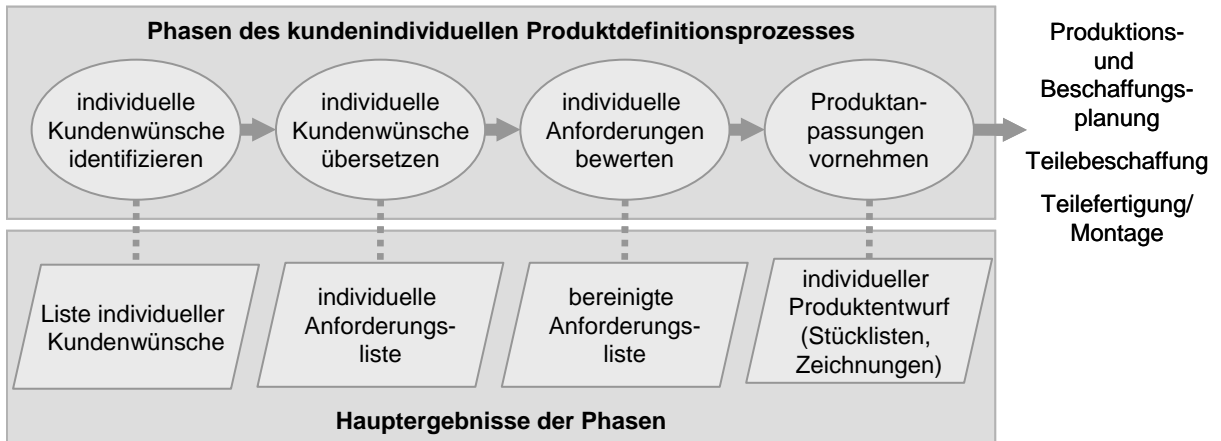 Phasen des kundenindividuellen Produktdefinitionsprozesses
individuelle
Kundenwünsche
identifizieren
individuelle
Kundenwünsche
übersetzen
individuelle
Anforderungen
bewerten
Produktan-
passungen
vornehmen
Produktions-
und
Beschaffungs-
planung
Teilebeschaffung
Teilefertigung/
Montage
Liste individueller
Kundenwünsche
individuelle
Anforderungs-
liste
bereinigte
Anforderungs-
liste
individueller
Produktentwurf
(Stücklisten,
Zeichnungen)
Hauptergebnisse der Phasen